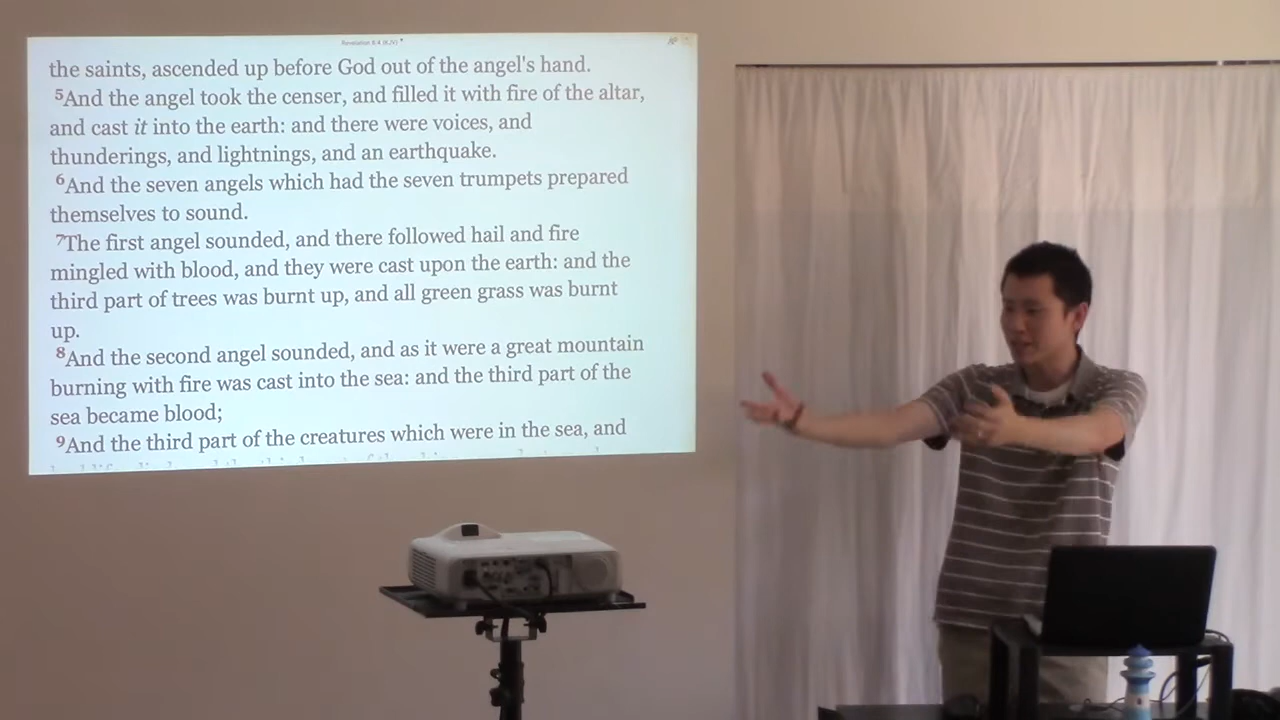 Revelation 8:4 (KJV)
the saints, ascended up before God out of the angel's hand.
5And the angel took the censer, and filled it with fire of the altar,
and cast it into the earth: and there were voices, and
thunderings, and lightnings, and an earthquake.
6And the seven angels which had the seven trumpets prepared
themselves to sound.
7The first angel sounded, and there followed hail and fire
mingled with blood, and they were cast upon the earth: and the
third part of trees was burnt up, and all green grass was burnt
up.
8And the second angel sounded, and as it were a great mountain
burning with fire was cast into the sea: and the third part of the
sea became blood;
9And the third part of the creatures which were in the sea, and